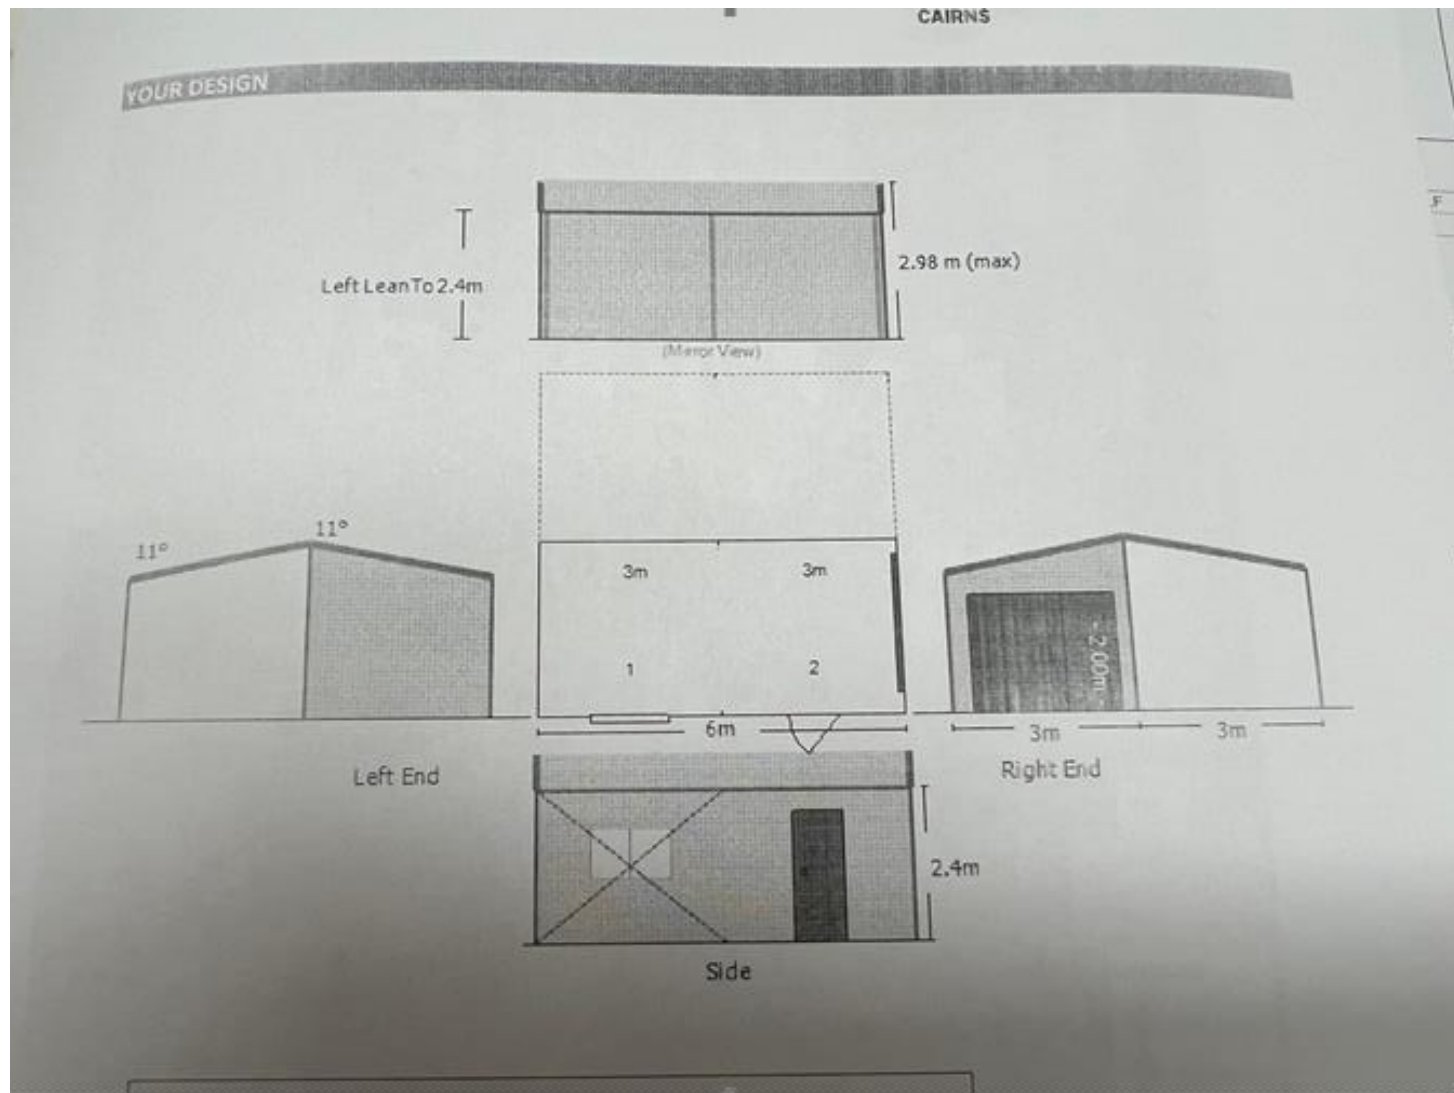 CAIRNS
YOUR DESIGN
Left Lean To 2.4m
2.98 m (max)
(Mirror View)
11°
11°
3m
3m
1
2
2.00m
6m
3m
3m
Left End
Right End
2.4m
Side